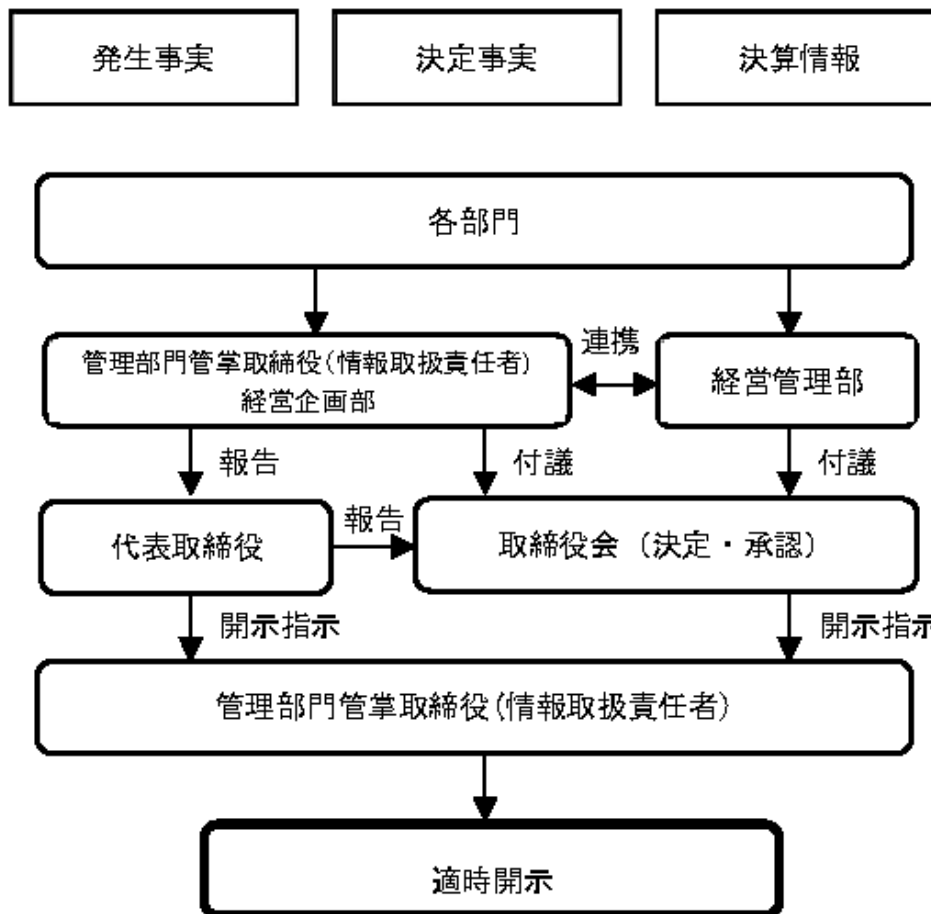 発生事実
決定事実
決算情報
各部門
管理部門管掌取締役(情報取扱責任者)
経営企画部
連携
経営管理部
報告
付議
付議
代表取締役
報告
取締役会 (決定・承認)
開示指示
開示指示
管理部門管掌取締役(情報取扱責任者)
適時開示